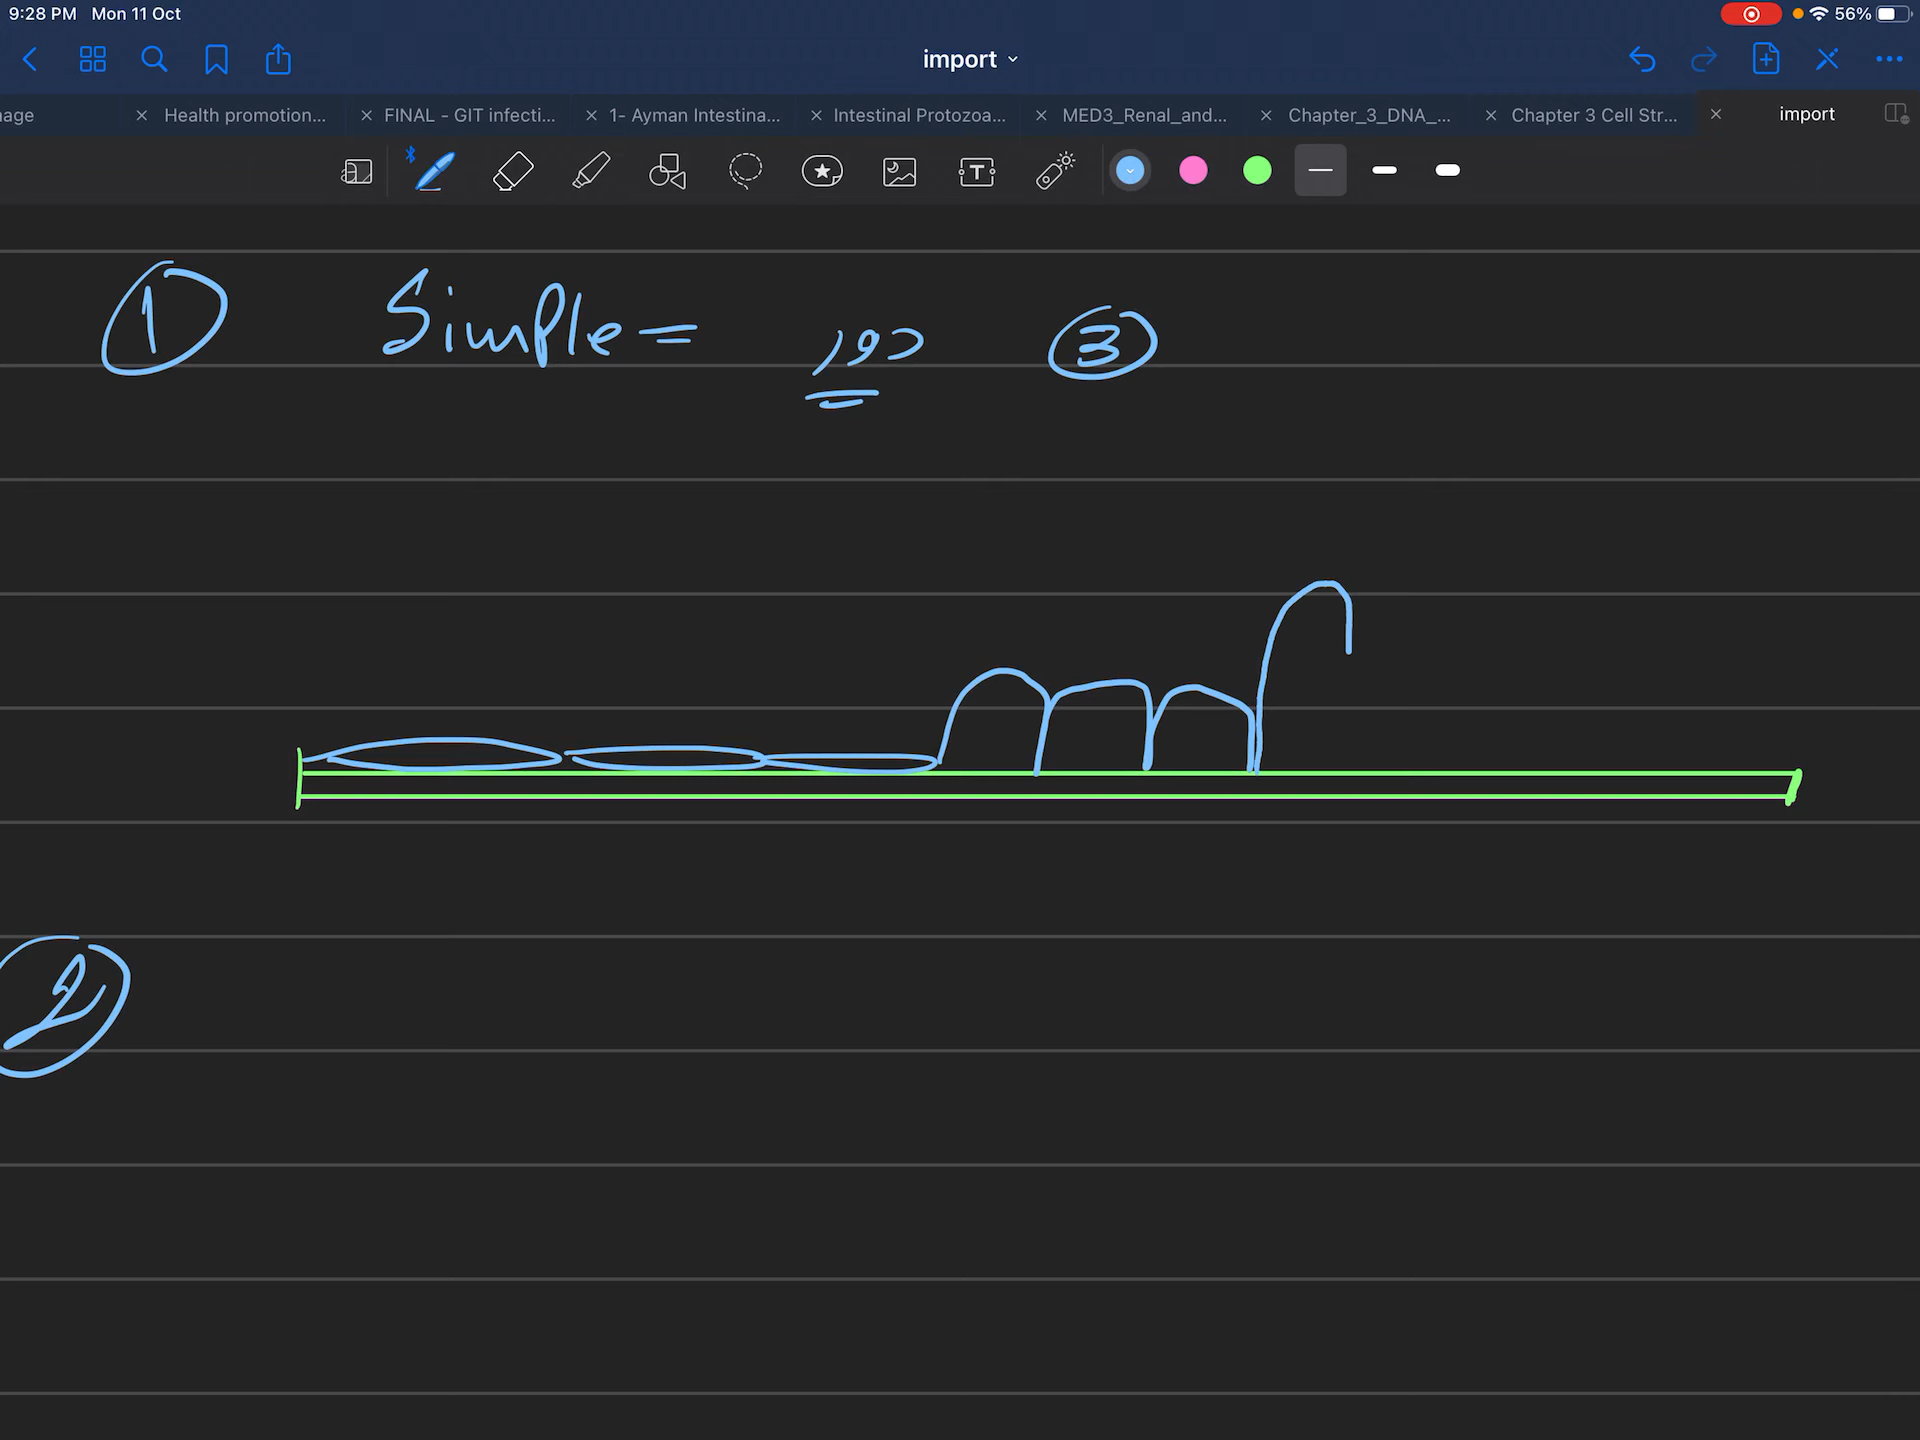 9:28 PM Mon 11 Oct 56%
import
nage Health promotion... FINAL - GIT infecti... 1- Ayman Intestina... Intestinal Protozoa... MED3_Renal_and... Chapter_3_DNA_... Chapter 3 Cell Str... import
1 Simple = 3
2